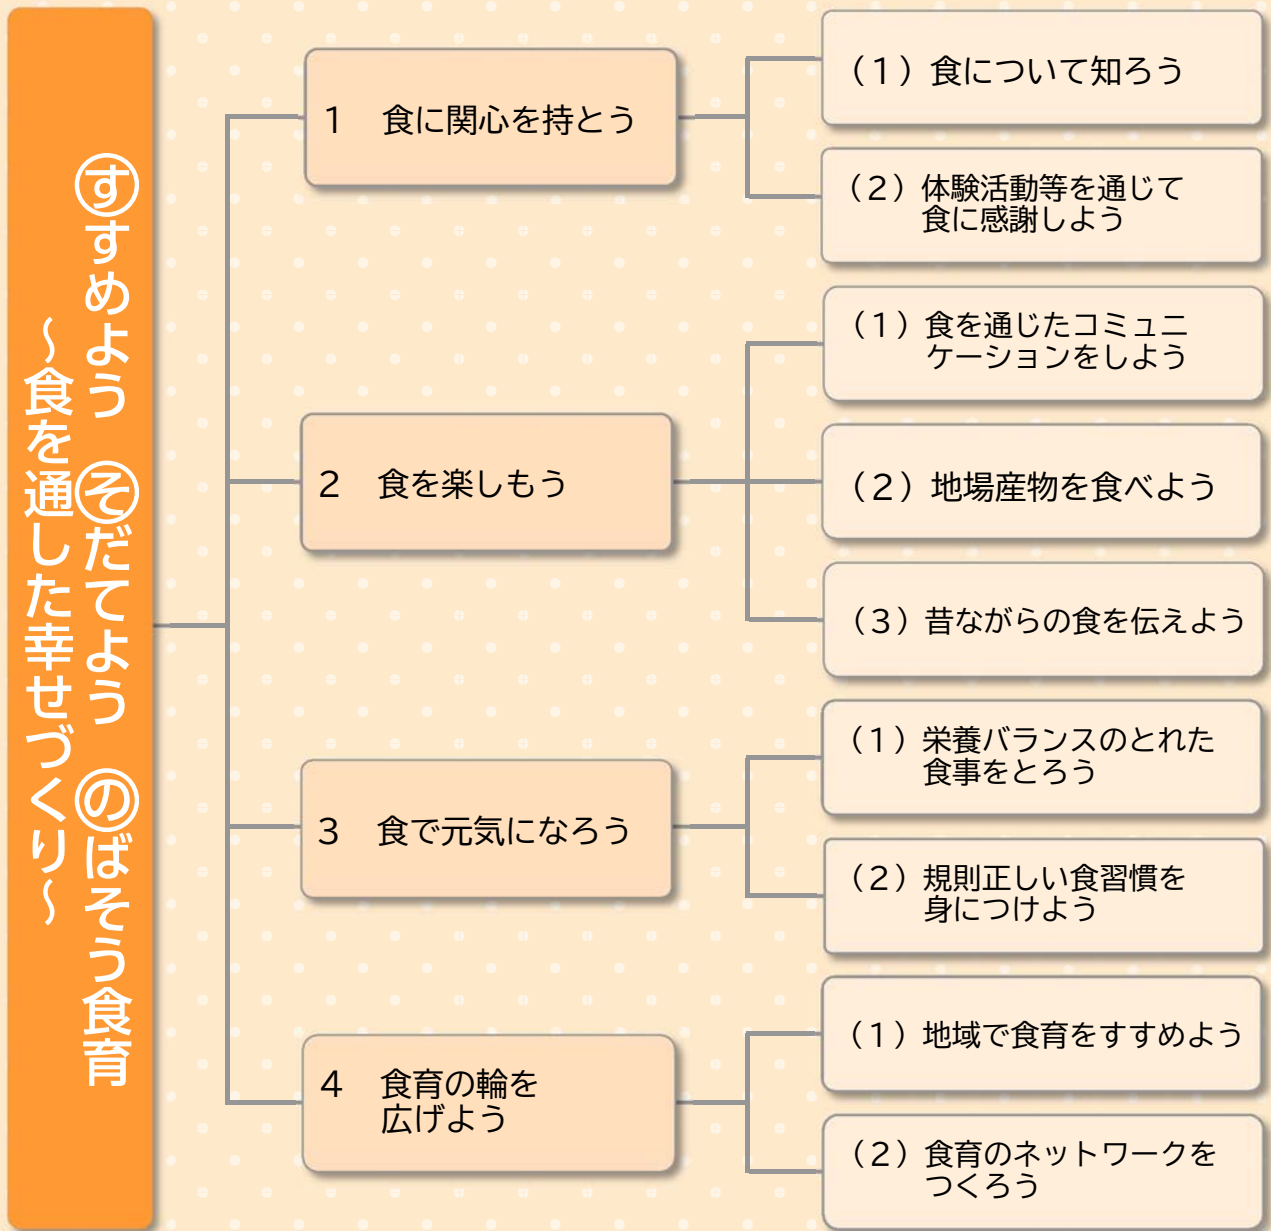 すすめよう そだてよう のばそう食育
～食を通した幸せづくり～
1 食に関心を持とう
（1）食について知ろう
（2）体験活動等を通じて
食に感謝しよう
2 食を楽しもう
（1）食を通じたコミュニ
ケーションをしよう
（2）地場産物を食べよう
（3）昔ながらの食を伝えよう
3 食で元気になろう
（1）栄養バランスのとれた
食事をとろう
（2）規則正しい食習慣を
身につけよう
4 食育の輪を
広げよう
（1）地域で食育をすすめよう
（2）食育のネットワークを
つくろう